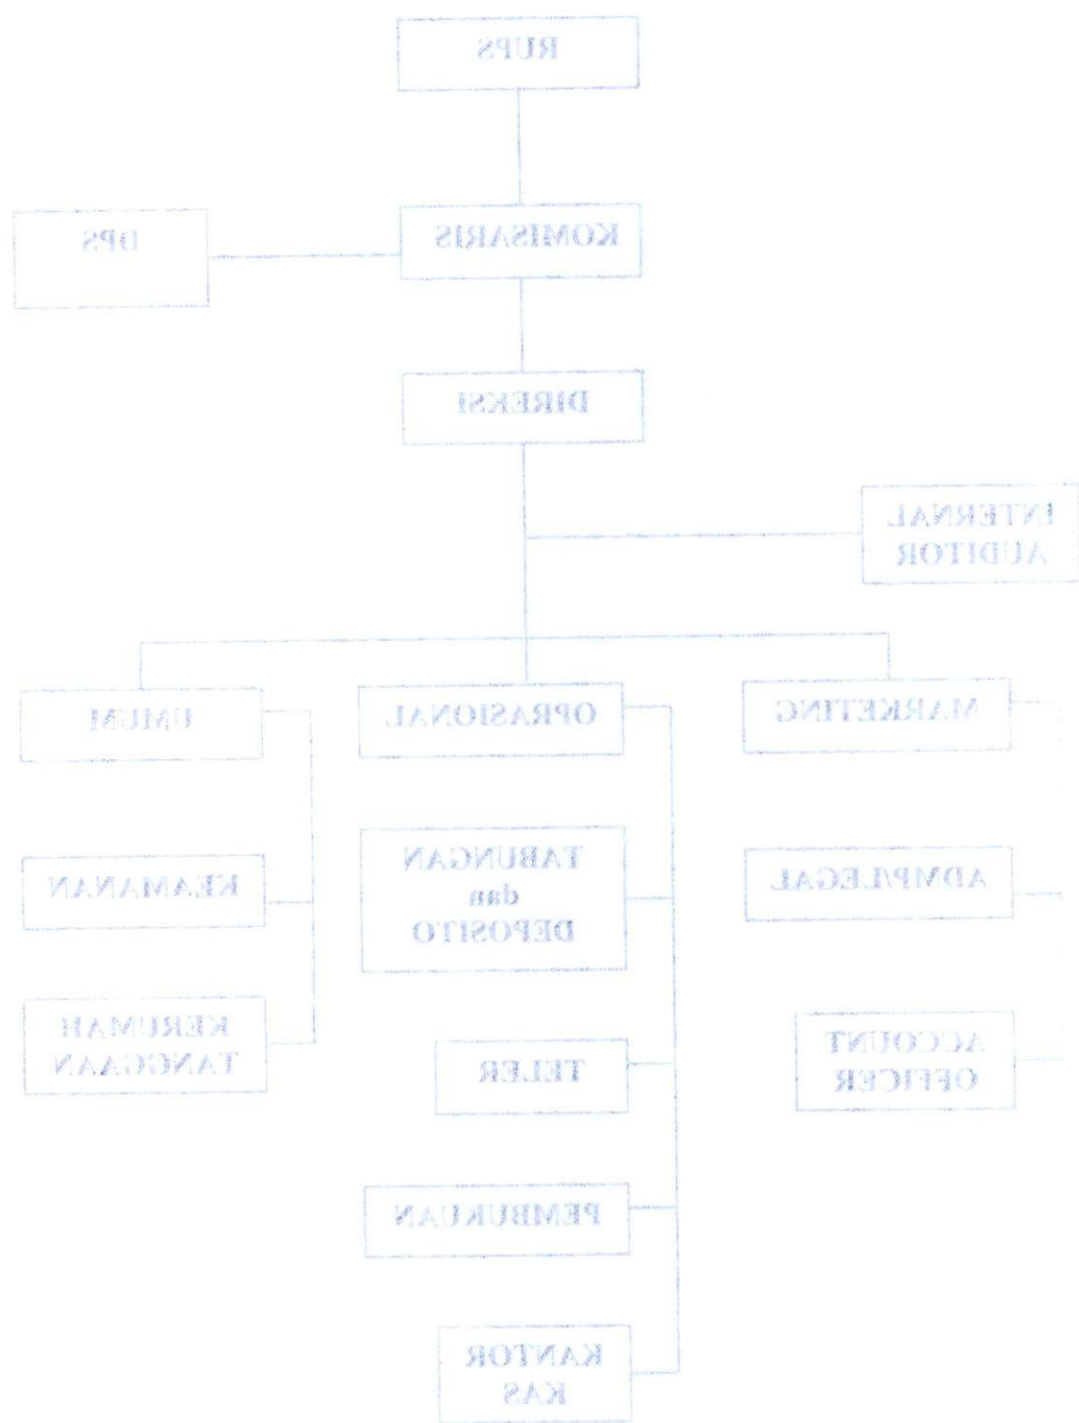 RUPS
KOMISARIS
DPS
DIREKSI
INTERNAL
AUDITOR
MARKETING
OPRASIONAL
UMUM
ADMP/LEGAL
TABUNGAN
dan
DEPOSITO
KEAMANAN
ACCOUNT
OFFICER
TELER
KERUMAH
TANGGAAN
PEMBUKUAN
KANTOR
KAS